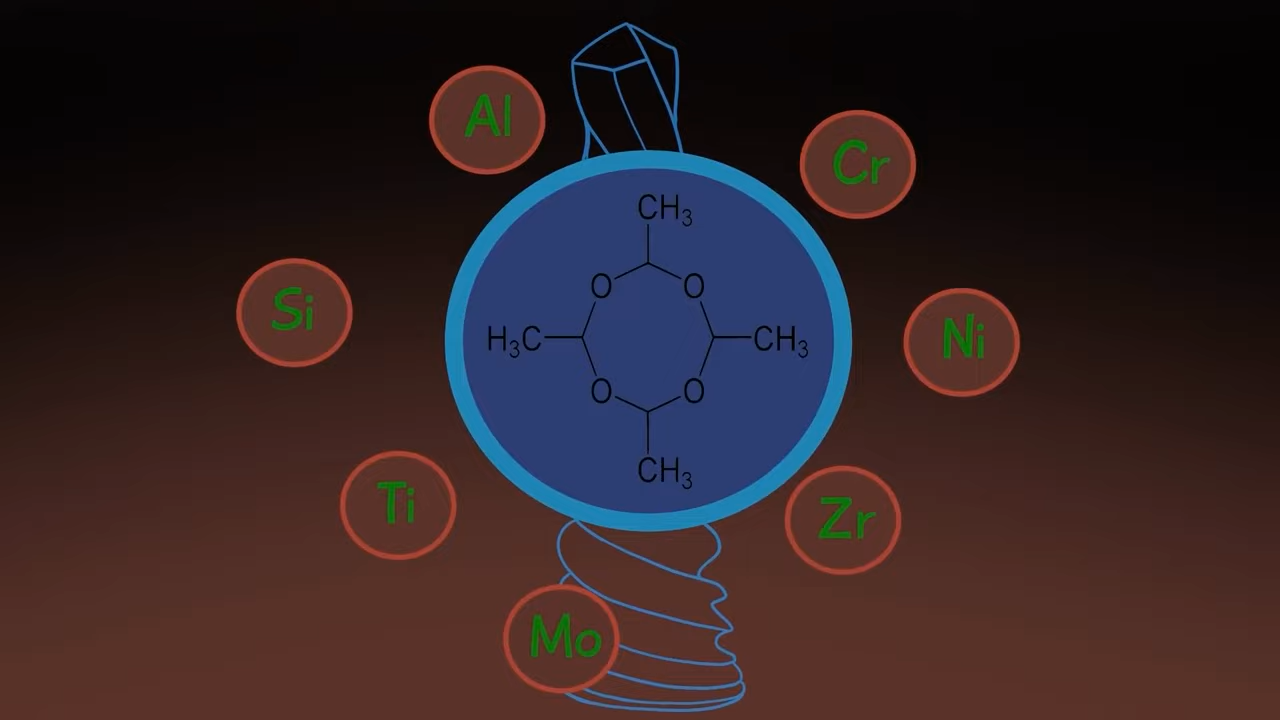 Al
Cr
CH₃
O O
Si
H₃C CH₃
Ni
O O
CH₃
Ti
Zr
Mo